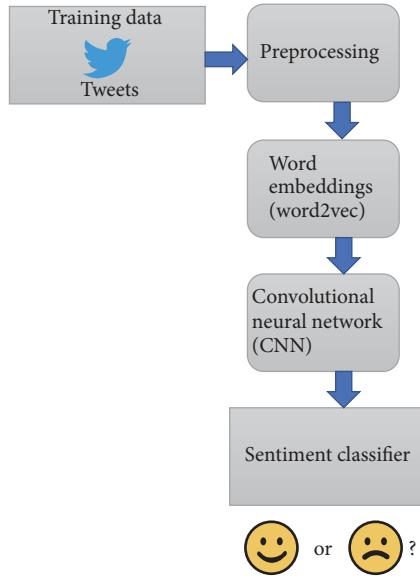 Training data
Tweets
Preprocessing
Word
embeddings
(word2vec)
Convolutional
neural network
(CNN)
Sentiment classifier
or ?